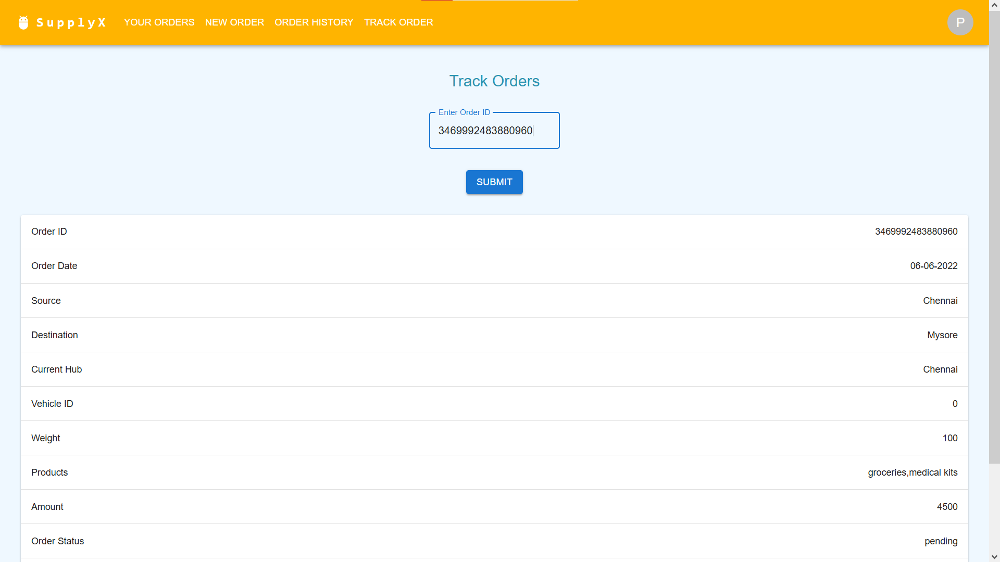 SupplyX YOUR ORDERS NEW ORDER ORDER HISTORY TRACK ORDER P
Track Orders
Enter Order ID
3469992483880960
SUBMIT
Order ID 3469992483880960
Order Date 06-06-2022
Source Chennai
Destination Mysore
Current Hub Chennai
Vehicle ID 0
Weight 100
Products groceries,medical kits
Amount 4500
Order Status pending